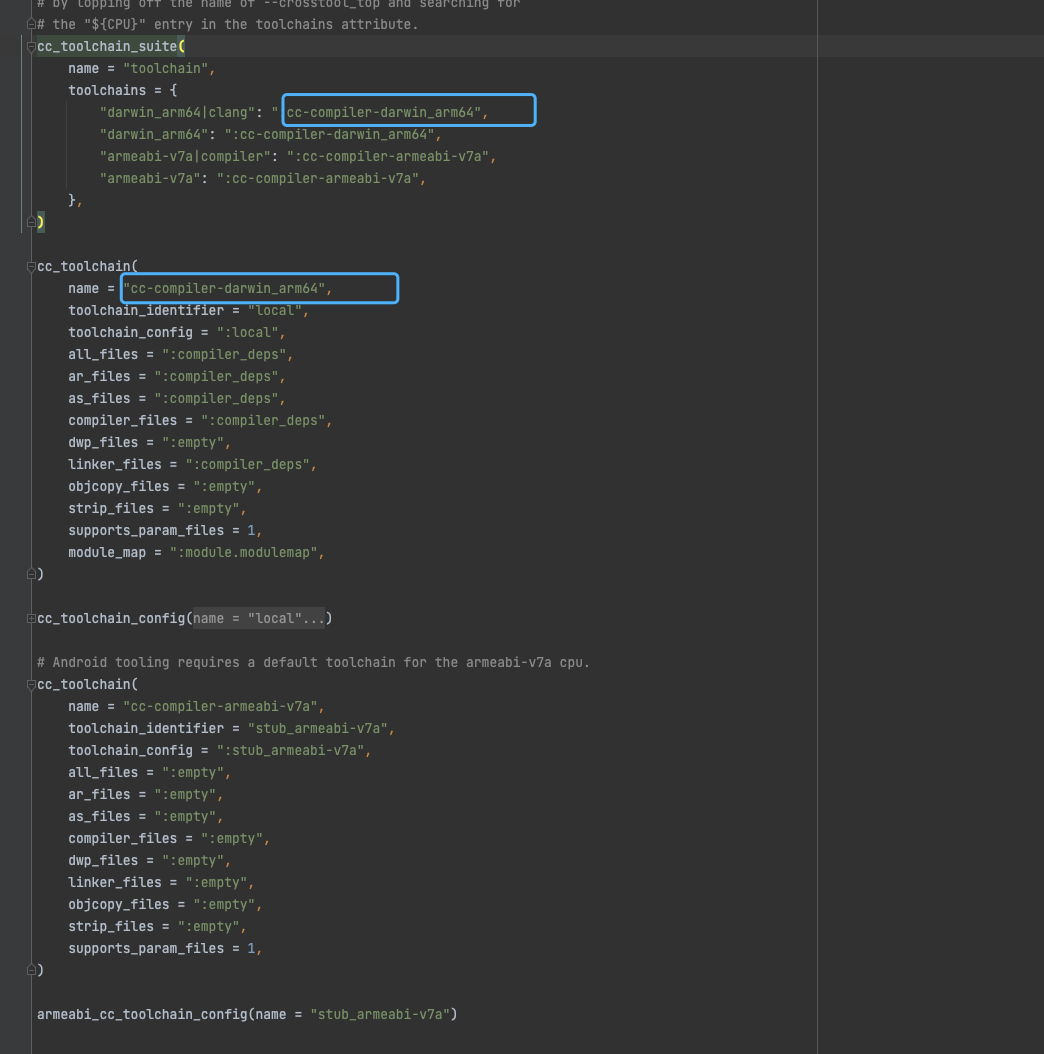 # by lopping off the name of --crosstool_top and searching for
# the "${CPU}" entry in the toolchains attribute.
cc_toolchain_suite(
    name = "toolchain",
    toolchains = {
        "darwin_arm64|clang": ":cc-compiler-darwin_arm64",
        "darwin_arm64": ":cc-compiler-darwin_arm64",
        "armeabi-v7a|compiler": ":cc-compiler-armeabi-v7a",
        "armeabi-v7a": ":cc-compiler-armeabi-v7a",
    },
)
cc_toolchain(
    name = "cc-compiler-darwin_arm64",
    toolchain_identifier = "local",
    toolchain_config = ":local",
    all_files = ":compiler_deps",
    ar_files = ":compiler_deps",
    as_files = ":compiler_deps",
    compiler_files = ":compiler_deps",
    dwp_files = ":empty",
    linker_files = ":compiler_deps",
    objcopy_files = ":empty",
    strip_files = ":empty",
    supports_param_files = 1,
    module_map = ":module.modulemap",
)
cc_toolchain_config(name = "local"...)
# Android tooling requires a default toolchain for the armeabi-v7a cpu.
cc_toolchain(
    name = "cc-compiler-armeabi-v7a",
    toolchain_identifier = "stub_armeabi-v7a",
    toolchain_config = ":stub_armeabi-v7a",
    all_files = ":empty",
    ar_files = ":empty",
    as_files = ":empty",
    compiler_files = ":empty",
    dwp_files = ":empty",
    linker_files = ":empty",
    objcopy_files = ":empty",
    strip_files = ":empty",
    supports_param_files = 1,
)
armeabi_cc_toolchain_config(name = "stub_armeabi-v7a")